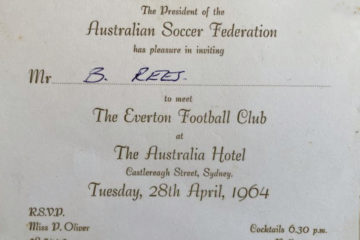 The President of the
Australian Soccer Federation
has pleasure in inviting
Mr B. REES.
to meet
The Everton Football Club
at
The Australia Hotel
Castlereagh Street, Sydney.
Tuesday, 28th April, 1964
R.S.V.P.
Miss P. Oliver
Cocktails 6.30 p.m.